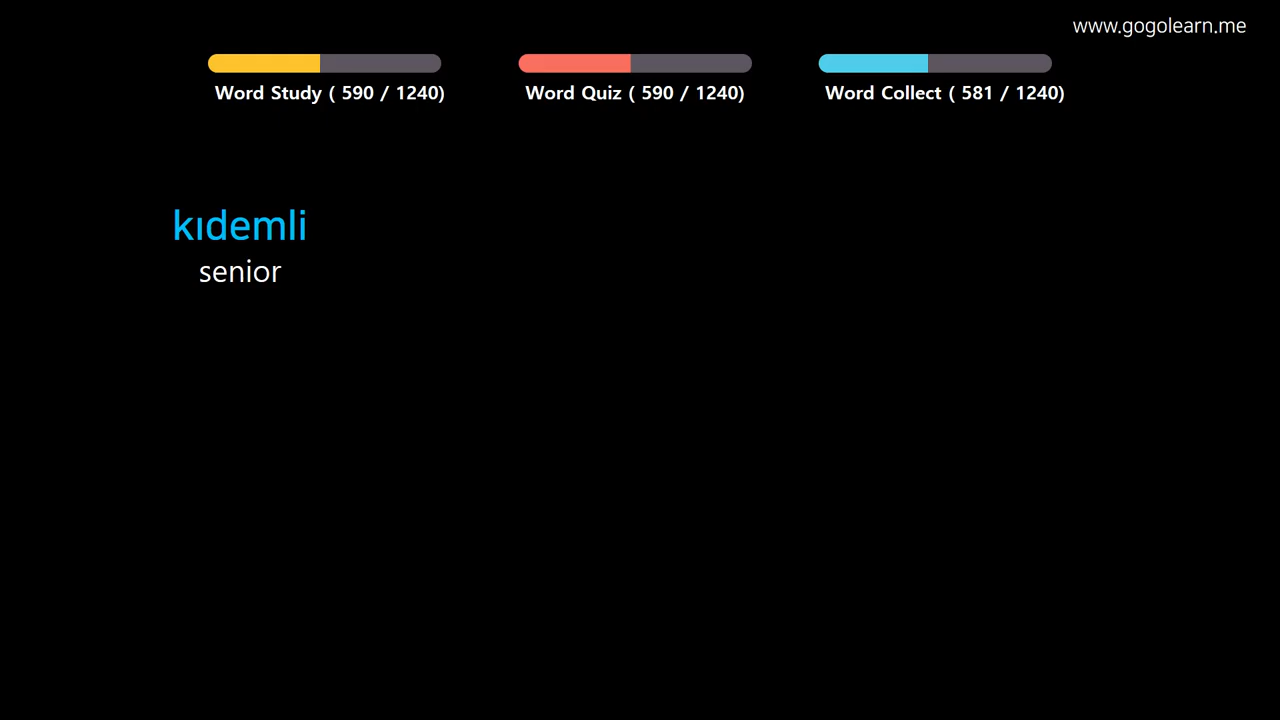 www.gogolearn.me
Word Study ( 590 / 1240)
Word Quiz ( 590 / 1240)
Word Collect ( 581 / 1240)
kıdemli
senior